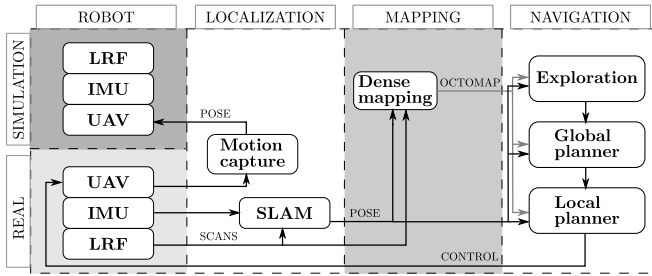 ROBOT
LOCALIZATION
MAPPING
NAVIGATION
SIMULATION
LRF
IMU
UAV
POSE
Motion
capture
Dense
mapping
OCTOMAP
Exploration
Global
planner
Local
planner
REAL
UAV
IMU
LRF
SLAM
POSE
SCANS
CONTROL